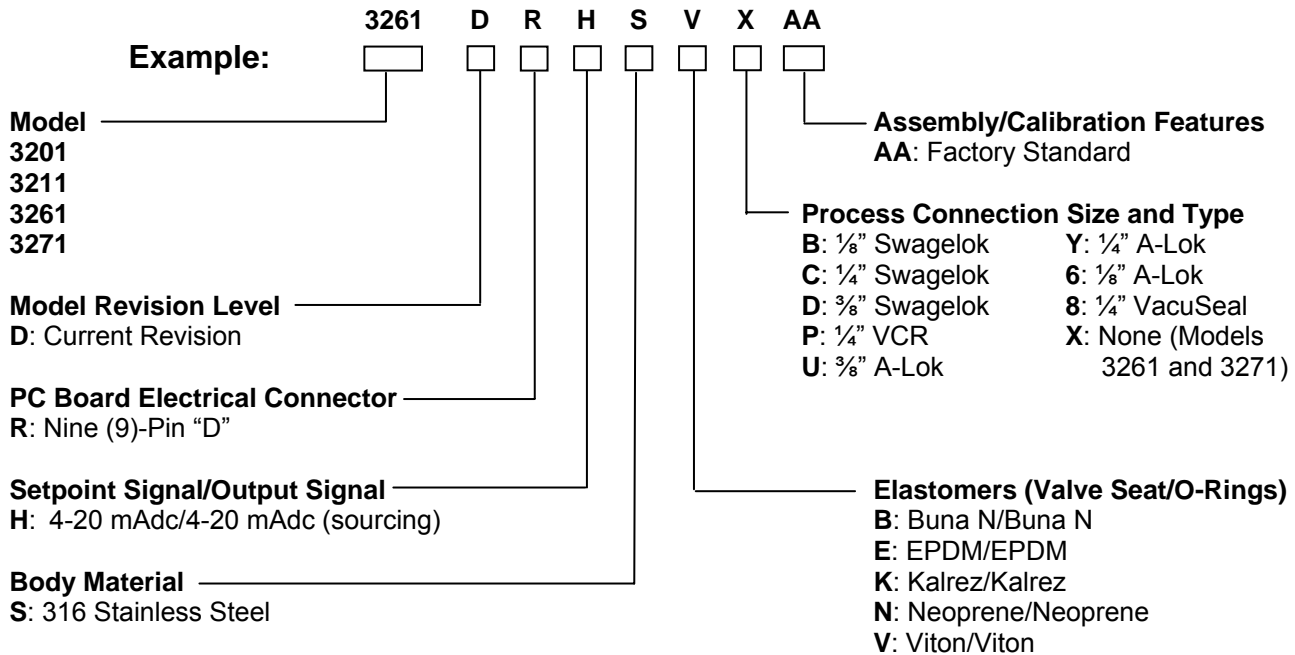 3261 D R H S V X AA
Example:
Model
3201
3211
3261
3271
Model Revision Level
D: Current Revision
PC Board Electrical Connector
R: Nine (9)-Pin “D”
Setpoint Signal/Output Signal
H: 4-20 mAdc/4-20 mAdc (sourcing)
Body Material
S: 316 Stainless Steel
Assembly/Calibration Features
AA: Factory Standard
Process Connection Size and Type
B: ⅛” Swagelok
C: ¼” Swagelok
D: ⅜” Swagelok
P: ¼” VCR
U: ⅜” A-Lok
Y: ¼” A-Lok
6: ⅛” A-Lok
8: ¼” VacuSeal
X: None (Models
3261 and 3271)
Elastomers (Valve Seat/O-Rings)
B: Buna N/Buna N
E: EPDM/EPDM
K: Kalrez/Kalrez
N: Neoprene/Neoprene
V: Viton/Viton